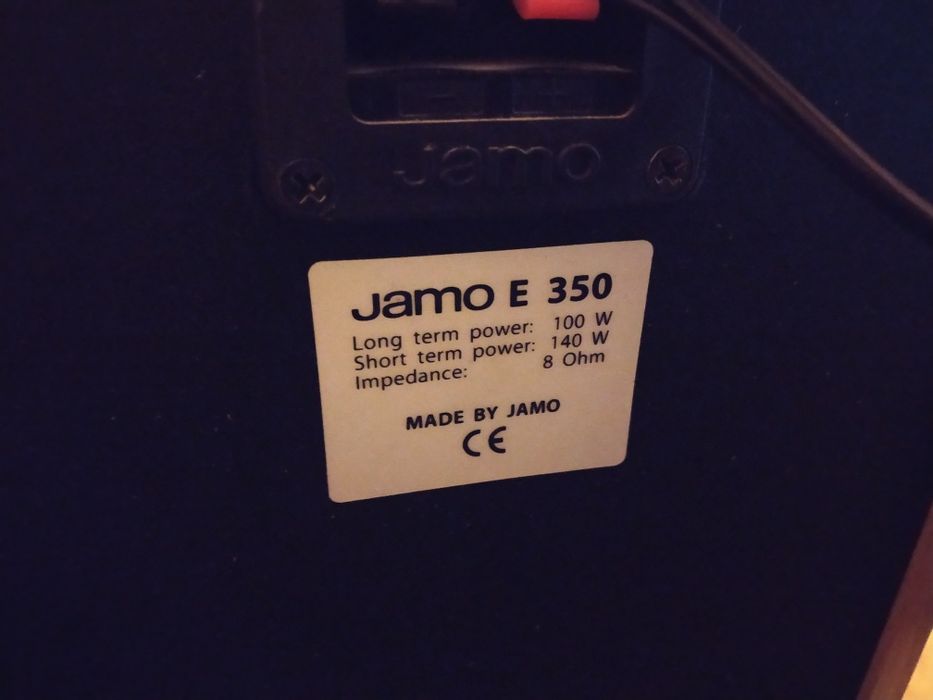 - +
Jamo
Jamo E 350
Long term power: 100 W
Short term power: 140 W
Impedance: 8 Ohm
MADE BY JAMO
CE